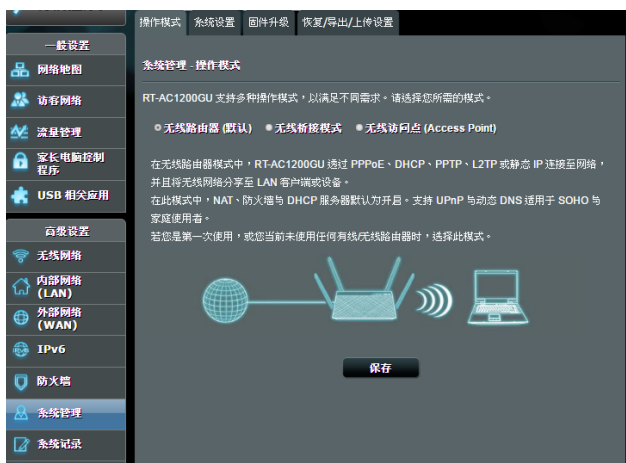 操作模式
系统设置
固件升级
恢复/导出/上传设置
一般设置
网络地图
访客网络
流量管理
家长电脑控制
程序
USB 相关应用
高级设置
无线网络
内部网络
(LAN)
外部网络
(WAN)
IPv6
防火墙
系统管理
系统记录
系统管理 - 操作模式
RT-AC1200GU 支持多种操作模式，以满足不同需求。请选择您所需的模式。
无线路由器 (默认)
无线桥接模式
无线访问点 (Access Point)
在无线路由器模式中，RT-AC1200GU 透过 PPPoE、DHCP、PPTP、L2TP 或静态 IP 连接至网络，
并且将无线网络分享至 LAN 客户端或设备。
在此模式中，NAT、防火墙与 DHCP 服务器默认为开启。支持 UPnP 与动态 DNS 适用于 SOHO 与
家庭使用者。
若您是第一次使用，或您当前未使用任何有线/无线路由器时，选择此模式。
保存